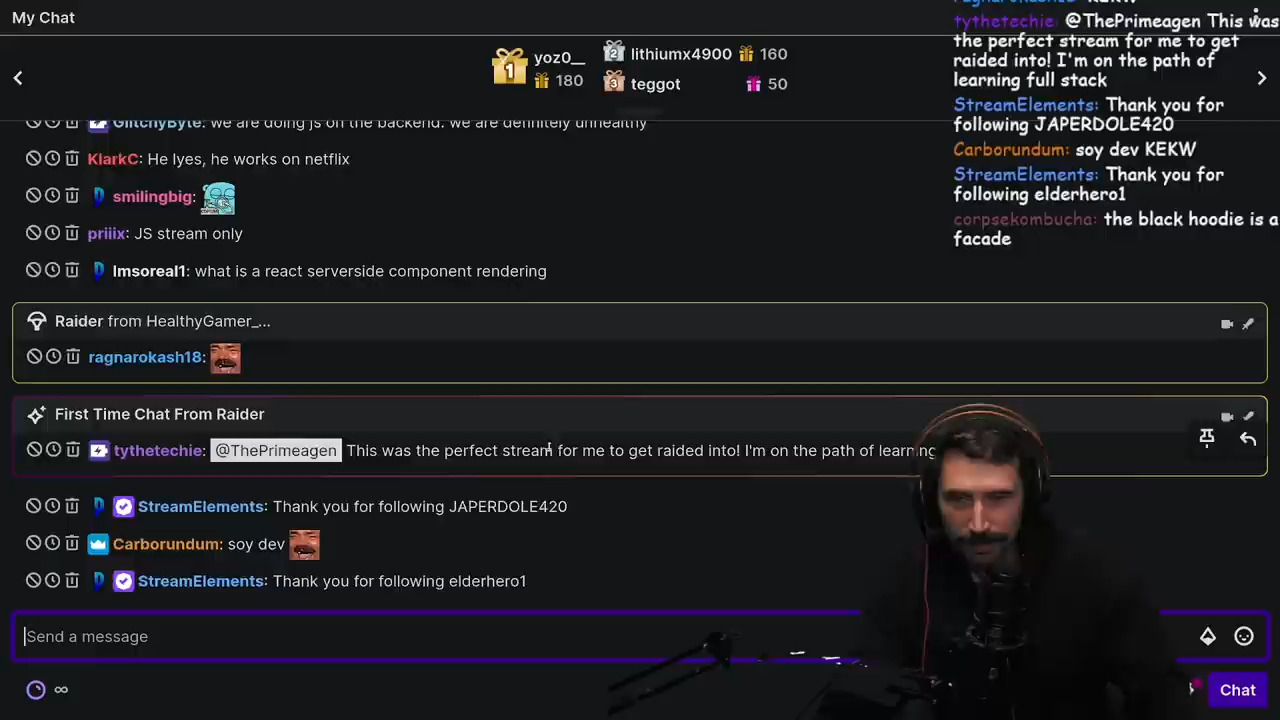 My Chat
1 yoz0__ 180
2 lithiumx4900 160
3 teggot 50
GlitchyByte: we are doing js on the backend. we are definitely unhealthy
KlarkC: He lyes, he works on netflix
smilingbig:
priiix: JS stream only
Imsoreal1: what is a react serverside component rendering
Raider from HealthyGamer_...
ragnarokash18:
First Time Chat From Raider
tythetechie: @ThePrimeagen This was the perfect stream for me to get raided into! I'm on the path of learning
StreamElements: Thank you for following JAPERDOLE420
Carborundum: soy dev
StreamElements: Thank you for following elderhero1
Send a message
∞
Chat
tythetechie: @ThePrimeagen This was
the perfect stream for me to get
raided into! I'm on the path of
learning full stack
StreamElements: Thank you for
following JAPERDOLE420
Carborundum: soy dev KEKW
StreamElements: Thank you for
following elderhero1
corpsekombucha: the black hoodie is a
facade